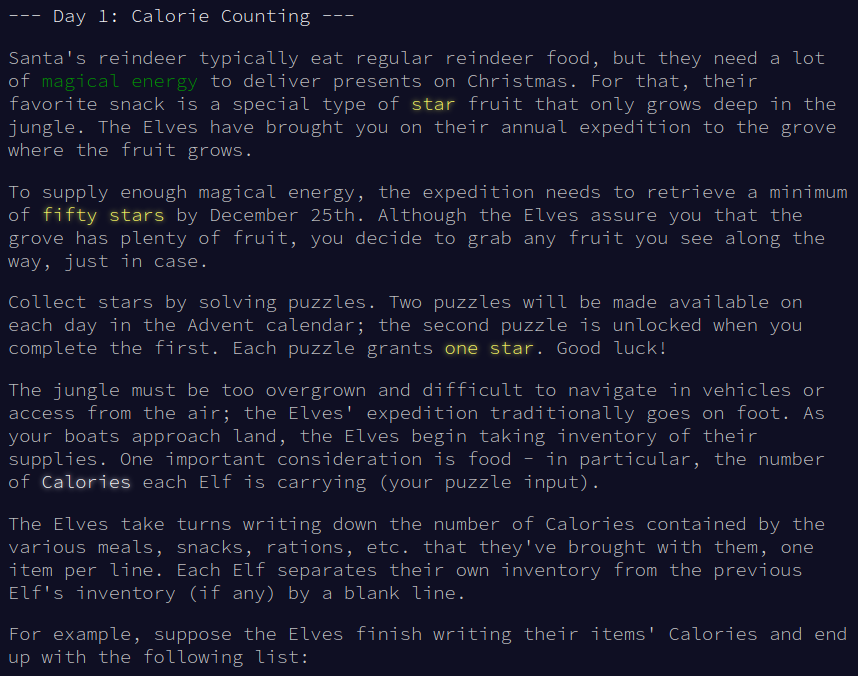 --- Day 1: Calorie Counting ---
Santa's reindeer typically eat regular reindeer food, but they need a lot
of magical energy to deliver presents on Christmas. For that, their
favorite snack is a special type of star fruit that only grows deep in the
jungle. The Elves have brought you on their annual expedition to the grove
where the fruit grows.
To supply enough magical energy, the expedition needs to retrieve a minimum
of fifty stars by December 25th. Although the Elves assure you that the
grove has plenty of fruit, you decide to grab any fruit you see along the
way, just in case.
Collect stars by solving puzzles. Two puzzles will be made available on
each day in the Advent calendar; the second puzzle is unlocked when you
complete the first. Each puzzle grants one star. Good luck!
The jungle must be too overgrown and difficult to navigate in vehicles or
access from the air; the Elves' expedition traditionally goes on foot. As
your boats approach land, the Elves begin taking inventory of their
supplies. One important consideration is food - in particular, the number
of Calories each Elf is carrying (your puzzle input).
The Elves take turns writing down the number of Calories contained by the
various meals, snacks, rations, etc. that they've brought with them, one
item per line. Each Elf separates their own inventory from the previous
Elf's inventory (if any) by a blank line.
For example, suppose the Elves finish writing their items' Calories and end
up with the following list: